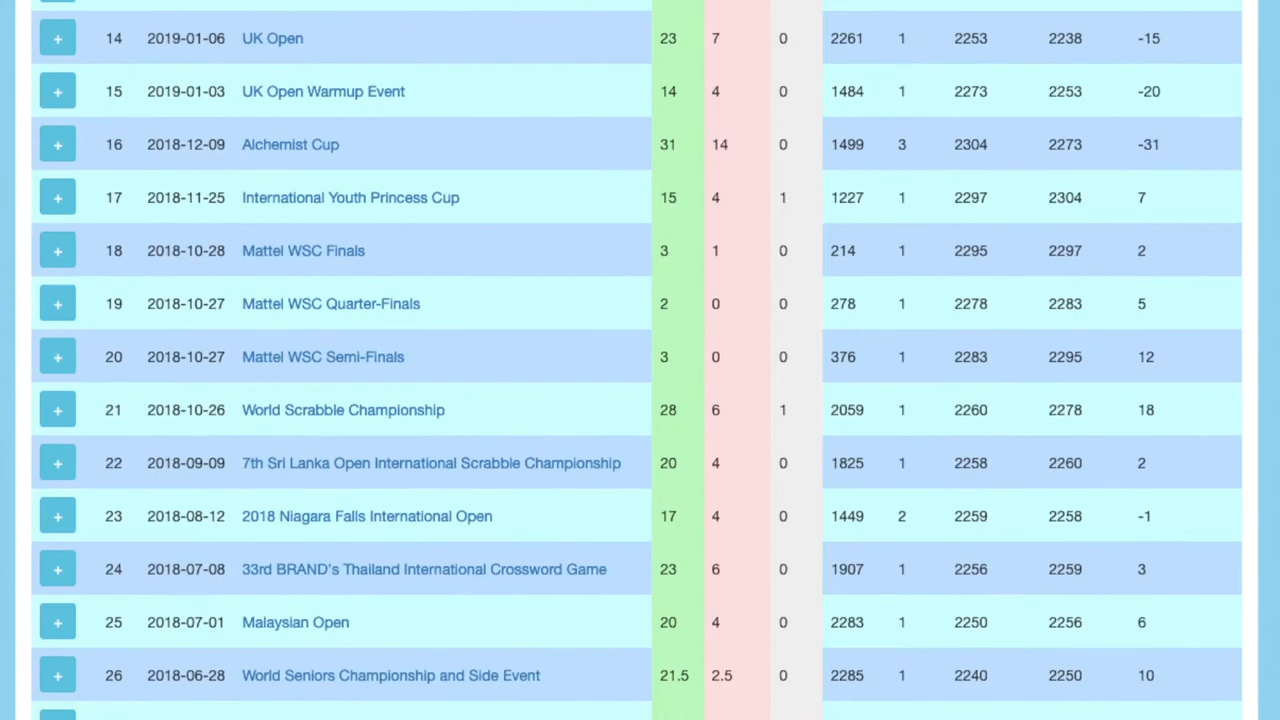 + 14 2019-01-06 UK Open 23 7 0 2261 1 2253 2238 -15
+ 15 2019-01-03 UK Open Warmup Event 14 4 0 1484 1 2273 2253 -20
+ 16 2018-12-09 Alchemist Cup 31 14 0 1499 3 2304 2273 -31
+ 17 2018-11-25 International Youth Princess Cup 15 4 1 1227 1 2297 2304 7
+ 18 2018-10-28 Mattel WSC Finals 3 1 0 214 1 2295 2297 2
+ 19 2018-10-27 Mattel WSC Quarter-Finals 2 0 0 278 1 2278 2283 5
+ 20 2018-10-27 Mattel WSC Semi-Finals 3 0 0 376 1 2283 2295 12
+ 21 2018-10-26 World Scrabble Championship 28 6 1 2059 1 2260 2278 18
+ 22 2018-09-09 7th Sri Lanka Open International Scrabble Championship 20 4 0 1825 1 2258 2260 2
+ 23 2018-08-12 2018 Niagara Falls International Open 17 4 0 1449 2 2259 2258 -1
+ 24 2018-07-08 33rd BRAND's Thailand International Crossword Game 23 6 0 1907 1 2256 2259 3
+ 25 2018-07-01 Malaysian Open 20 4 0 2283 1 2250 2256 6
+ 26 2018-06-28 World Seniors Championship and Side Event 21.5 2.5 0 2285 1 2240 2250 10